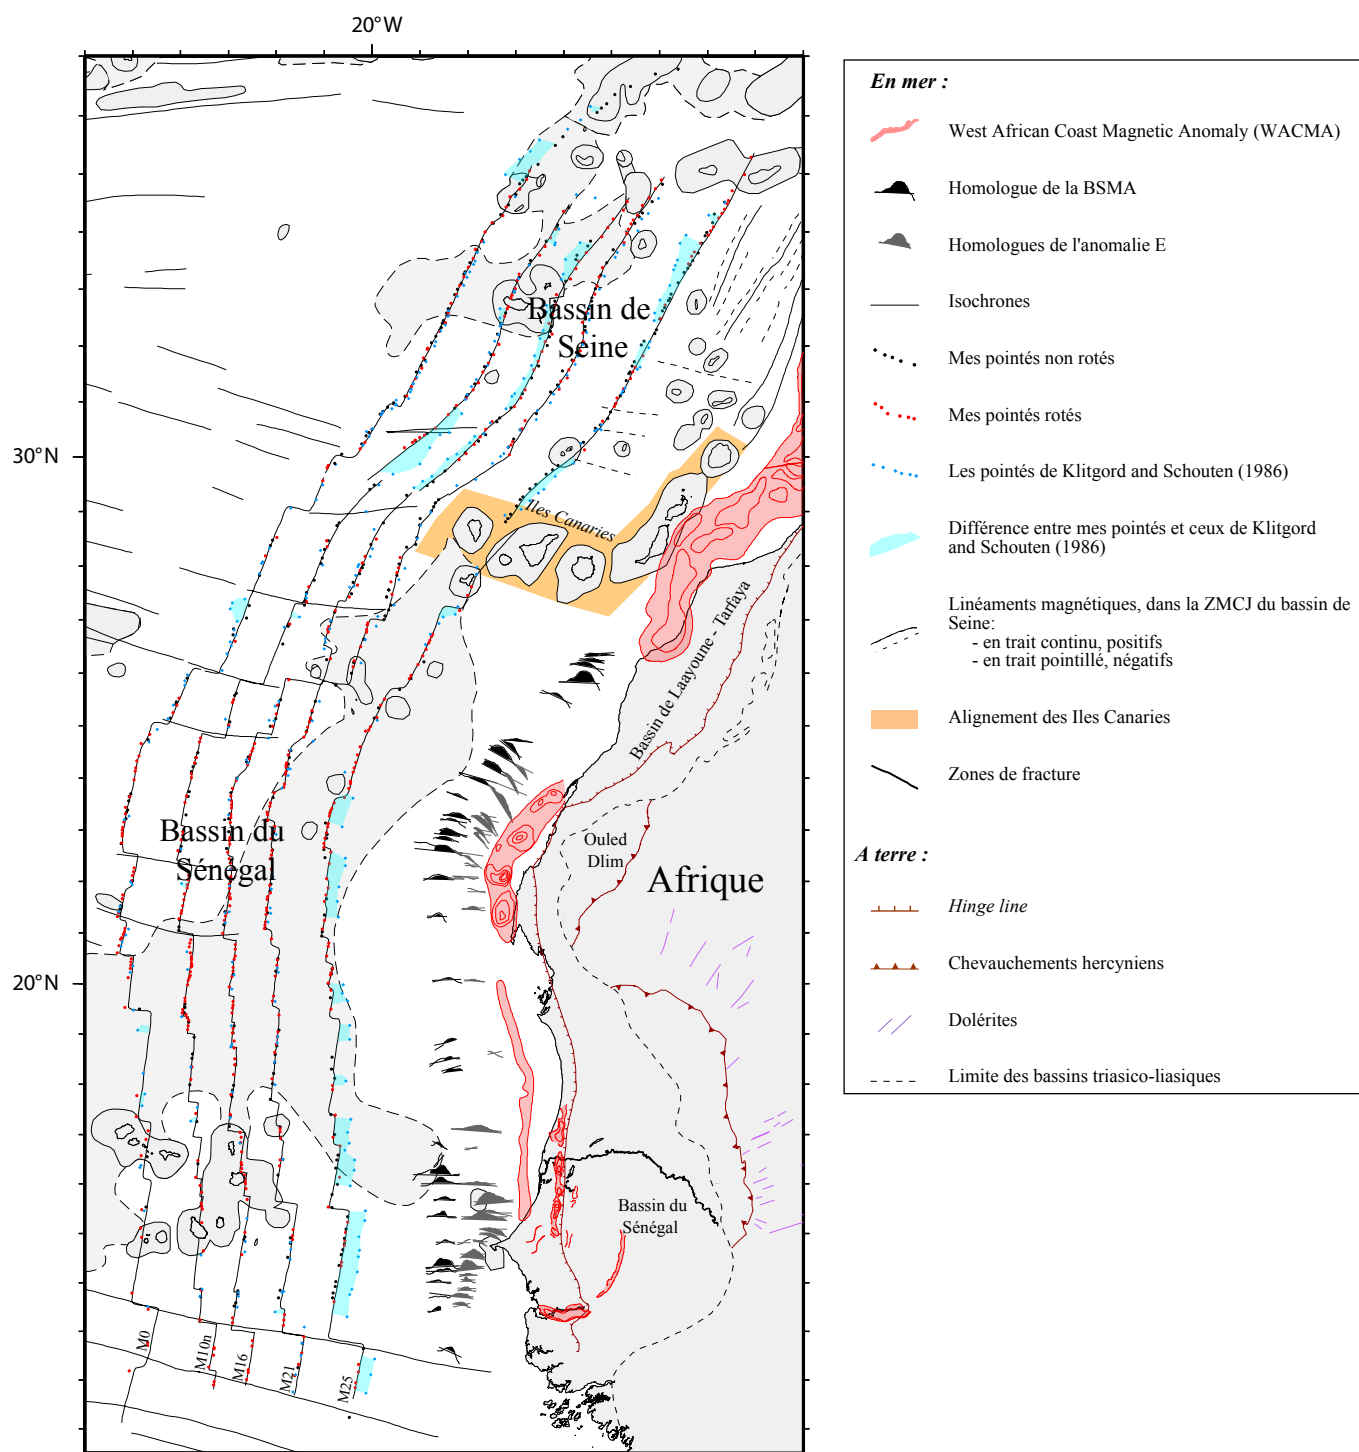 20°W
30°N
20°N
Bassin de
Seine
Iles Canaries
Bassin de Laayoune - Tarfaya
Bassin du
Sénégal
Ouled
Dlim
Afrique
Bassin du
Sénégal
M0
M10n
M16
M21
M25
En mer :
West African Coast Magnetic Anomaly (WACMA)
Homologue de la BSMA
Homologues de l'anomalie E
Isochrones
Mes pointés non rotés
Mes pointés rotés
Les pointés de Klitgord and Schouten (1986)
Différence entre mes pointés et ceux de Klitgord
and Schouten (1986)
Linéaments magnétiques, dans la ZMCJ du bassin de
Seine:
- en trait continu, positifs
- en trait pointillé, négatifs
Alignement des Iles Canaries
Zones de fracture
A terre :
Hinge line
Chevauchements hercyniens
Dolérites
Limite des bassins triasico-liasiques